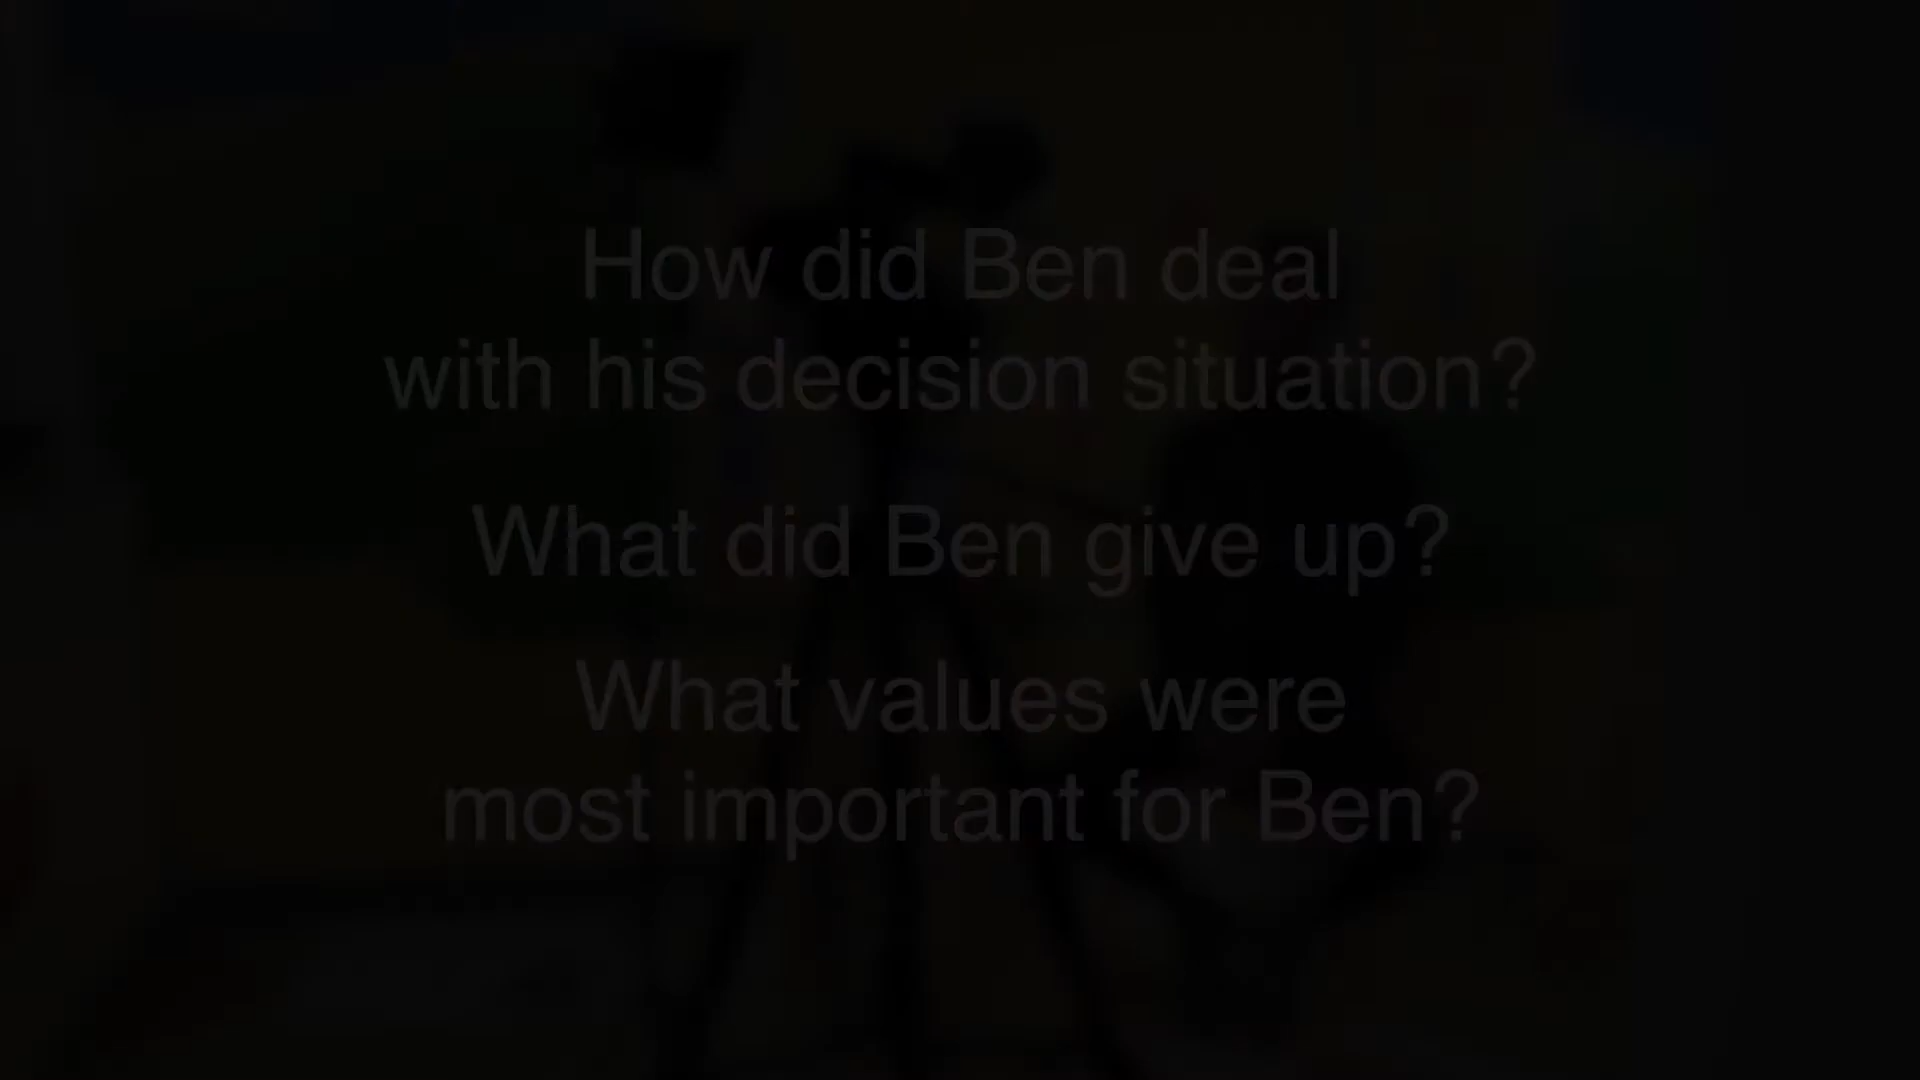 How did Ben deal
with his decision situation?
What did Ben give up?
What values were
most important for Ben?